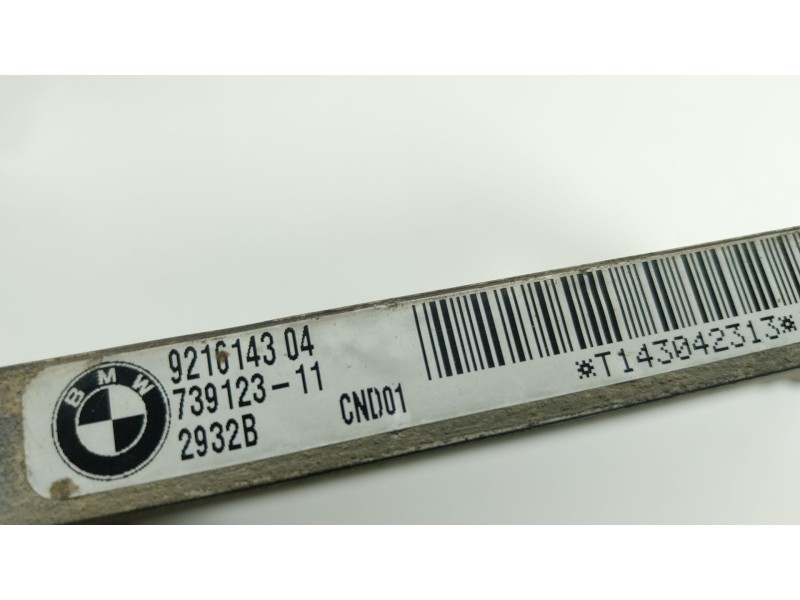 BMW
9216143 04
739123-11
2932B
CND01
*T143042313*